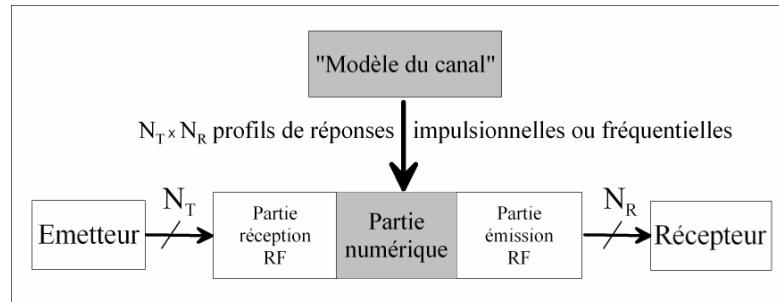 "Modèle du canal"
N_T x N_R profils de réponses impulsionnelles ou fréquentielles
N_T
N_R
Emetteur
Partie
réception
RF
Partie
numérique
Partie
émission
RF
Récepteur